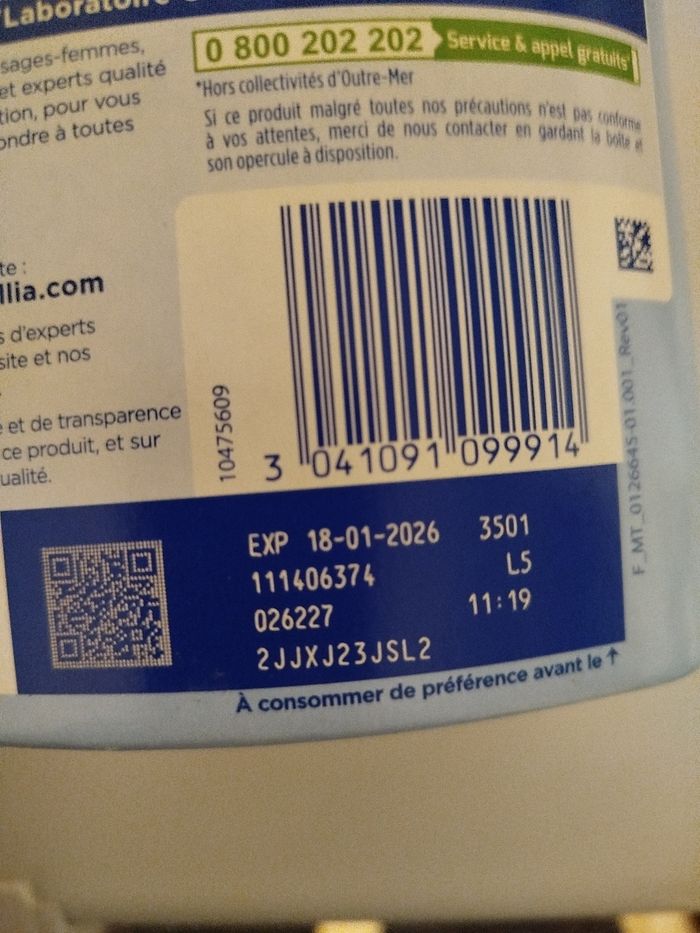 Laboratoire
sages-femmes,
et experts qualité
tion, pour vous
ondre à toutes
0 800 202 202 Service & appel gratuits*
*Hors collectivités d'Outre-Mer
Si ce produit malgré toutes nos précautions n'est pas conforme
à vos attentes, merci de nous contacter en gardant la boîte et
son opercule à disposition.
te :
llia.com
s d'experts
site et nos
e et de transparence
ce produit, et sur
ualité.
10475609
3 041091 099914
F_MT_0126645-01.001_Rev01
EXP 18-01-2026 3501
111406374 L5
026227 11:19
2JJXJ23JSL2
À consommer de préférence avant le ↑